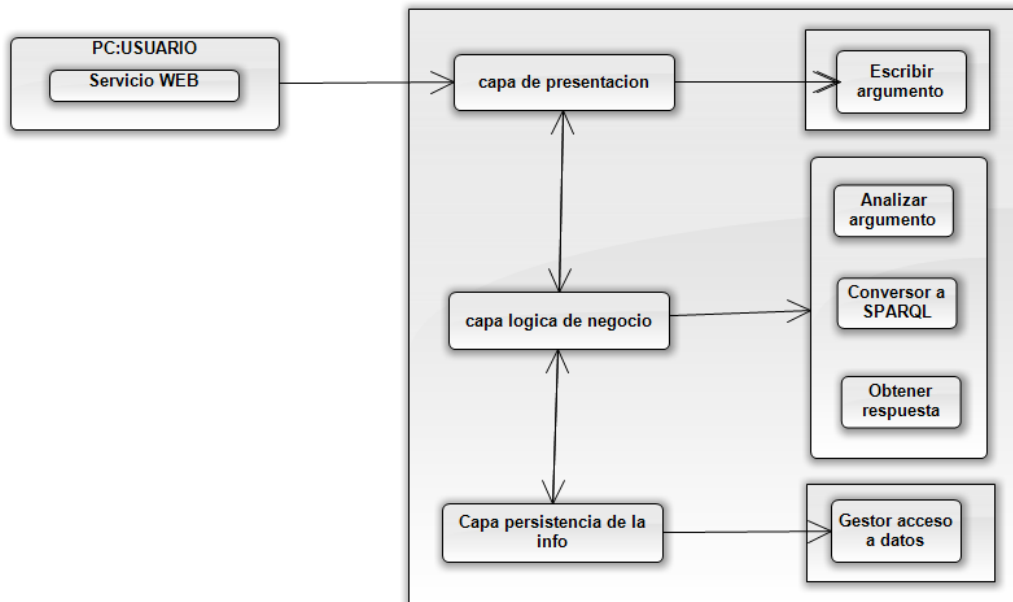 PC:USUARIO
Servicio WEB
capa de presentacion
Escribir
argumento
Analizar
argumento
capa logica de negocio
Conversor a
SPARQL
Obtener
respuesta
Capa persistencia de la
info
Gestor acceso
a datos